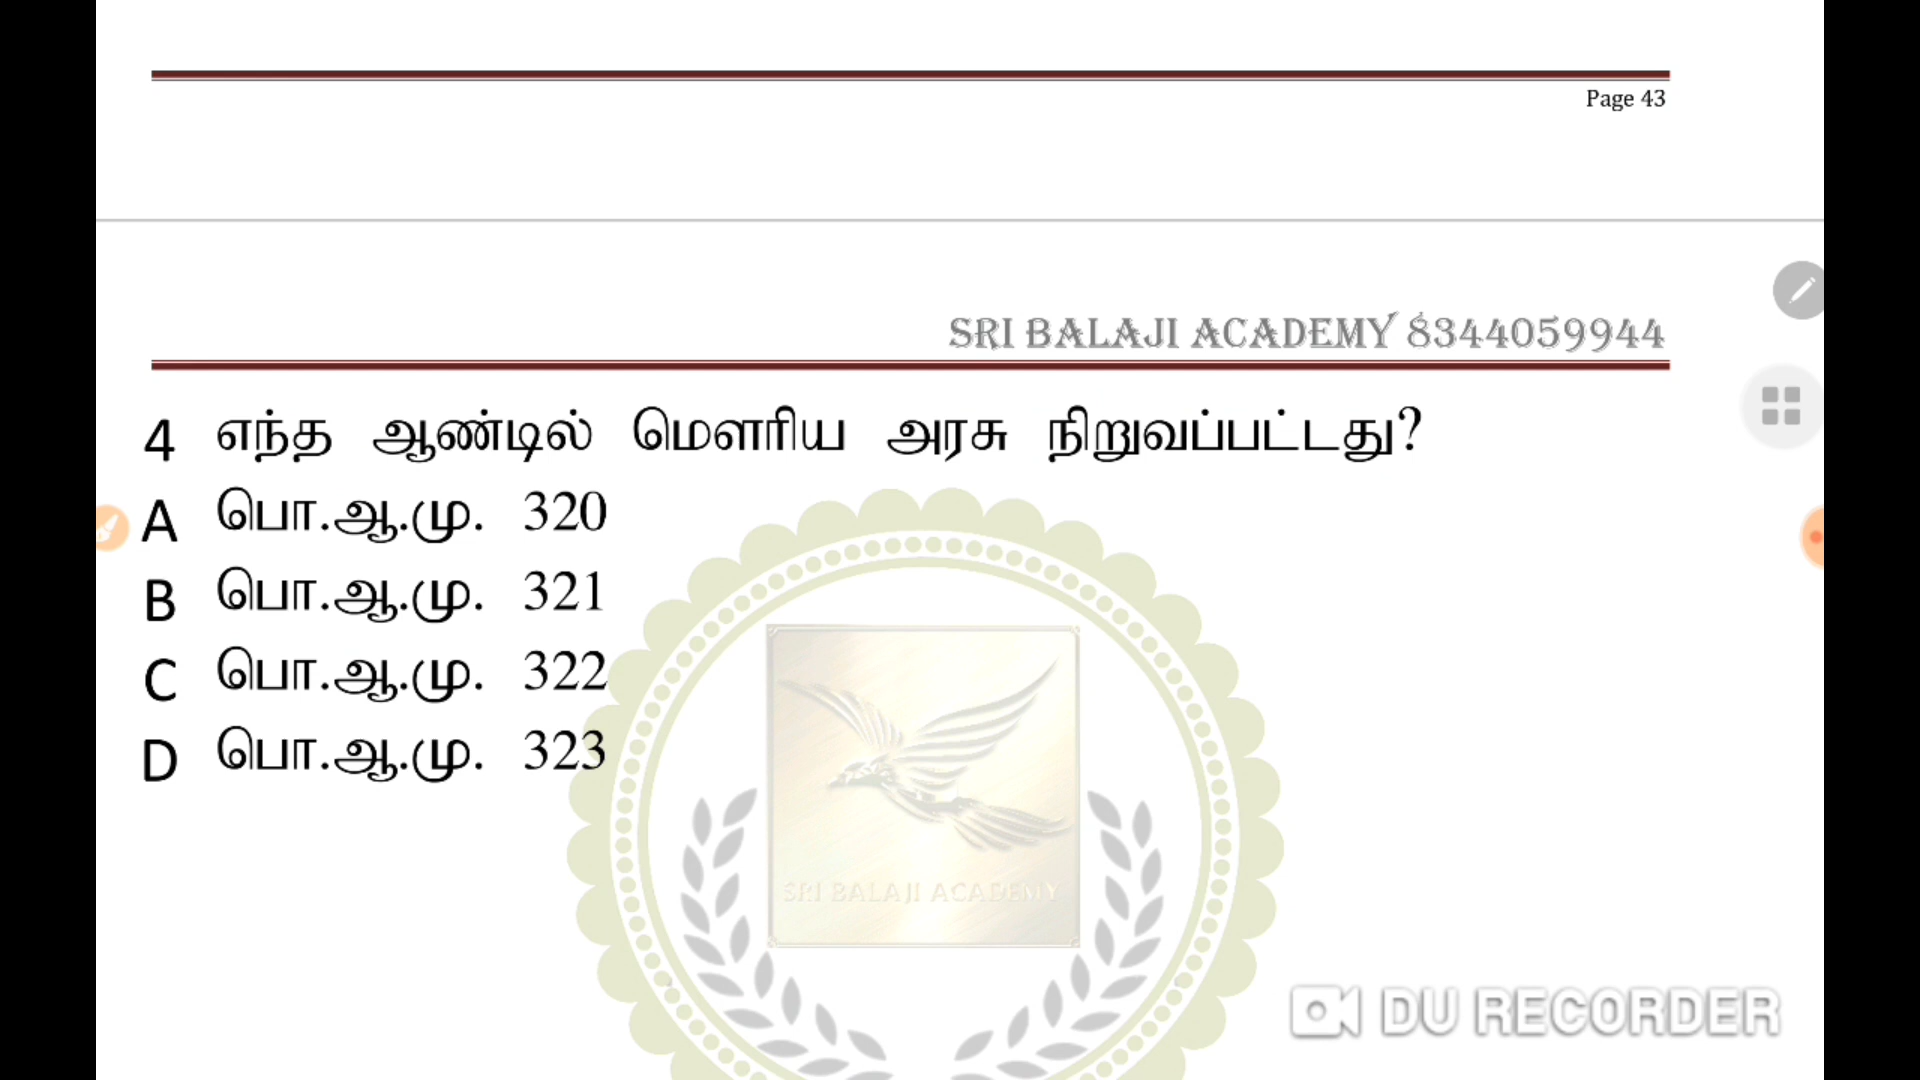 Page 43
SRI BALAJI ACADEMY 8344059944
4 எந்த ஆண்டில் மௌரிய அரசு நிறுவப்பட்டது?
A பொ.ஆ.மு. 320
B பொ.ஆ.மு. 321
C பொ.ஆ.மு. 322
D பொ.ஆ.மு. 323
SRI BALAJI ACADEMY
DU RECORDER